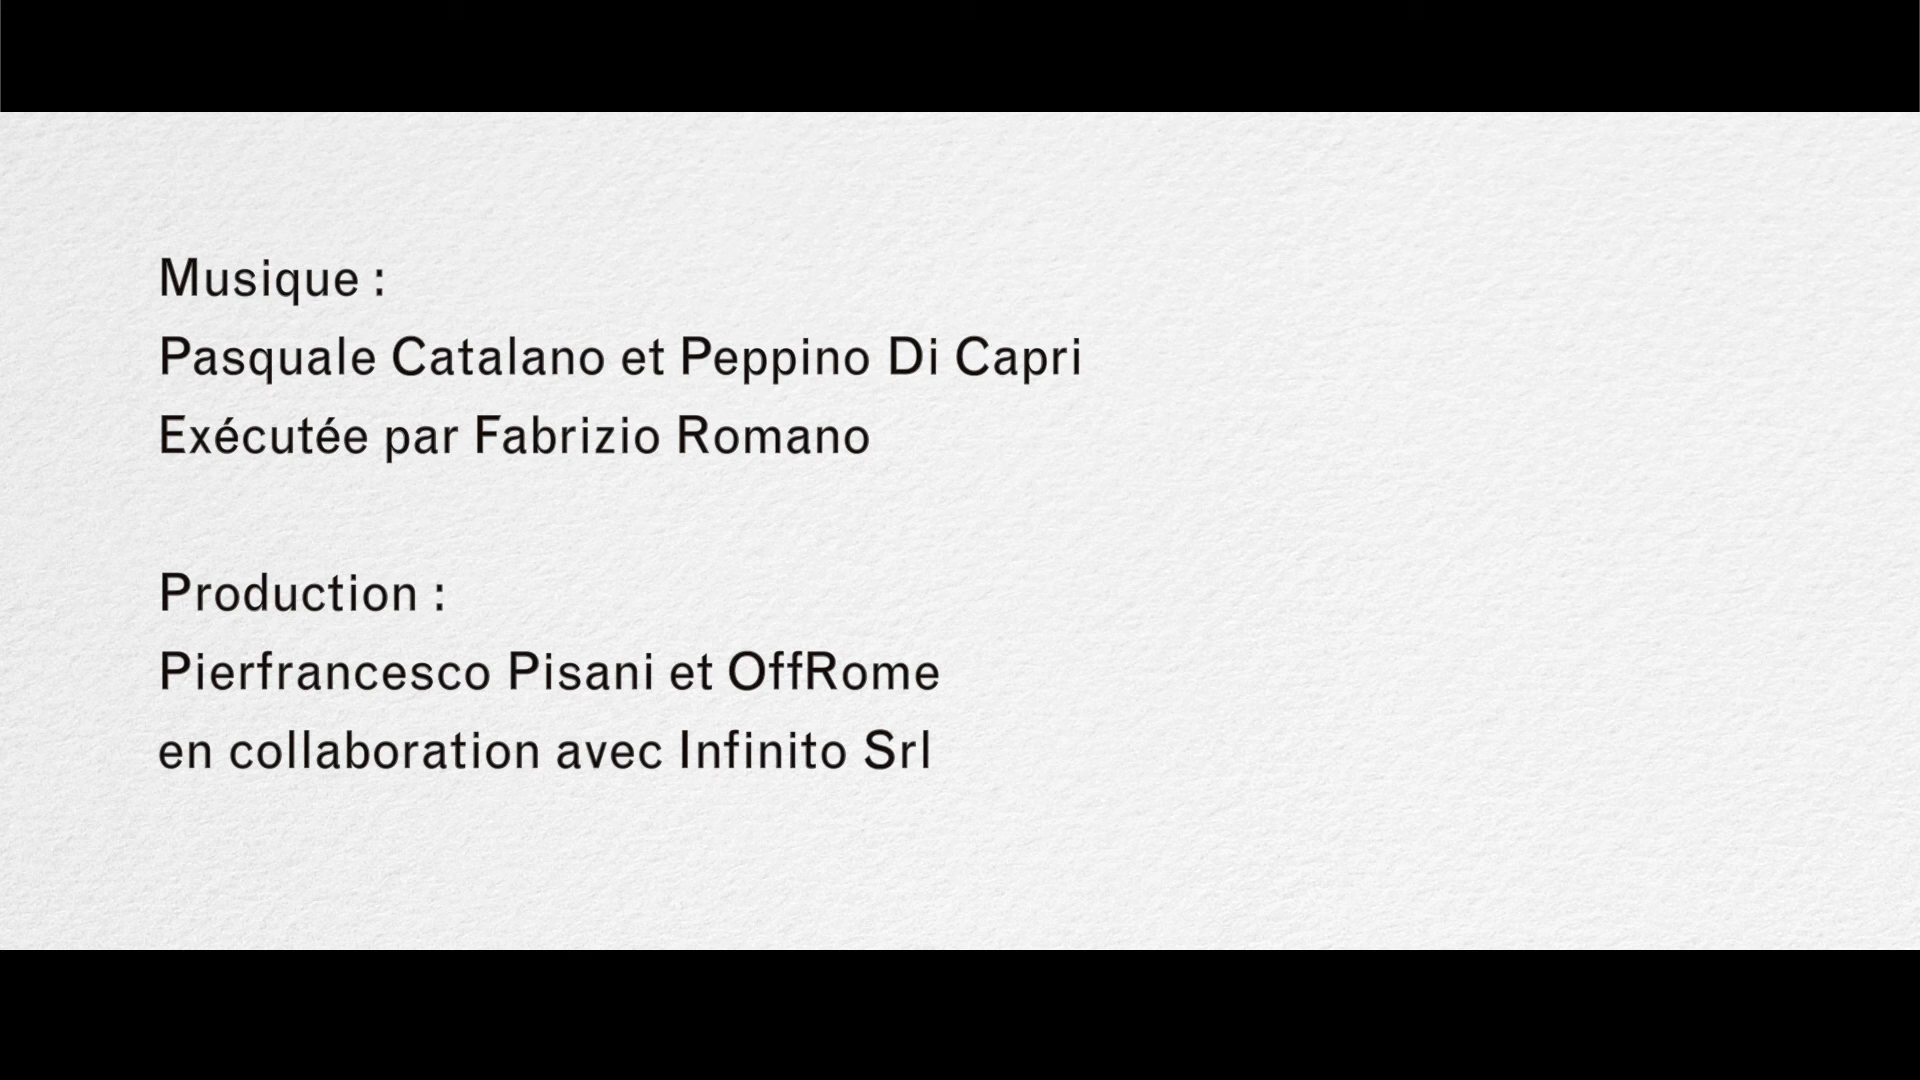 Musique :
Pasquale Catalano et Peppino Di Capri
Exécutée par Fabrizio Romano
Production :
Pierfrancesco Pisani et OffRome
en collaboration avec Infinito Srl